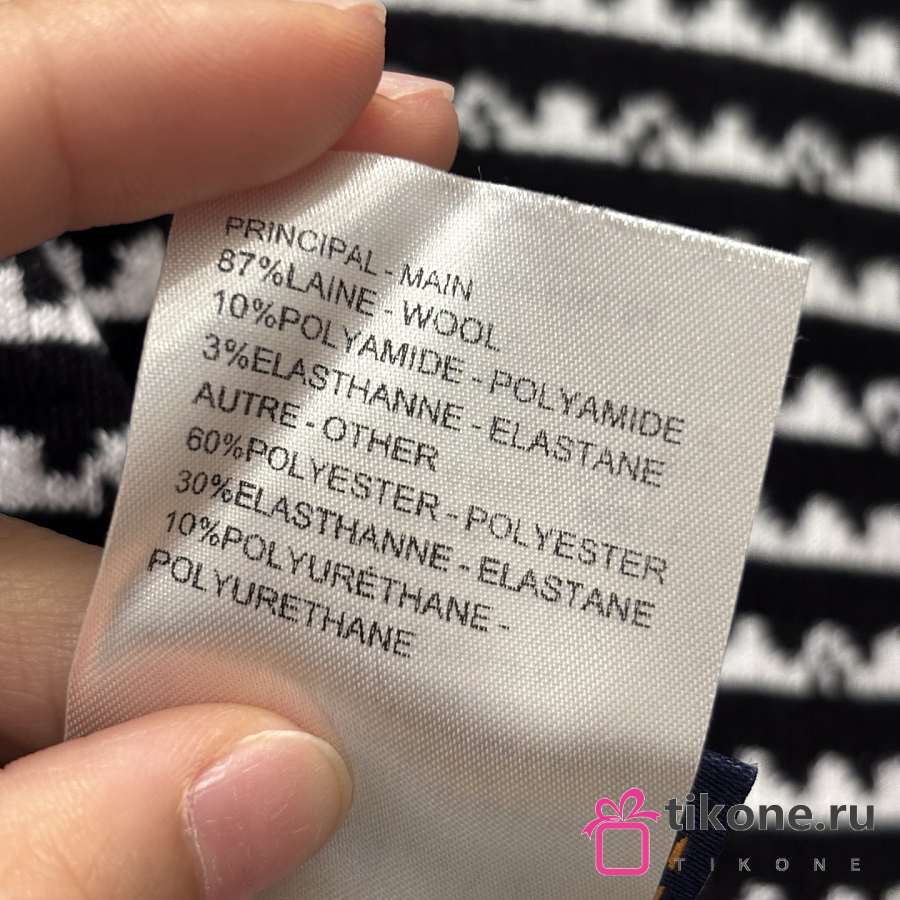 PRINCIPAL - MAIN
87%LAINE - WOOL
10%POLYAMIDE - POLYAMIDE
3%ELASTHANNE - ELASTANE
AUTRE - OTHER
60%POLYESTER - POLYESTER
30%ELASTHANNE - ELASTANE
10%POLYURÉTHANE -
POLYURETHANE
tikone.ru
TIKONE